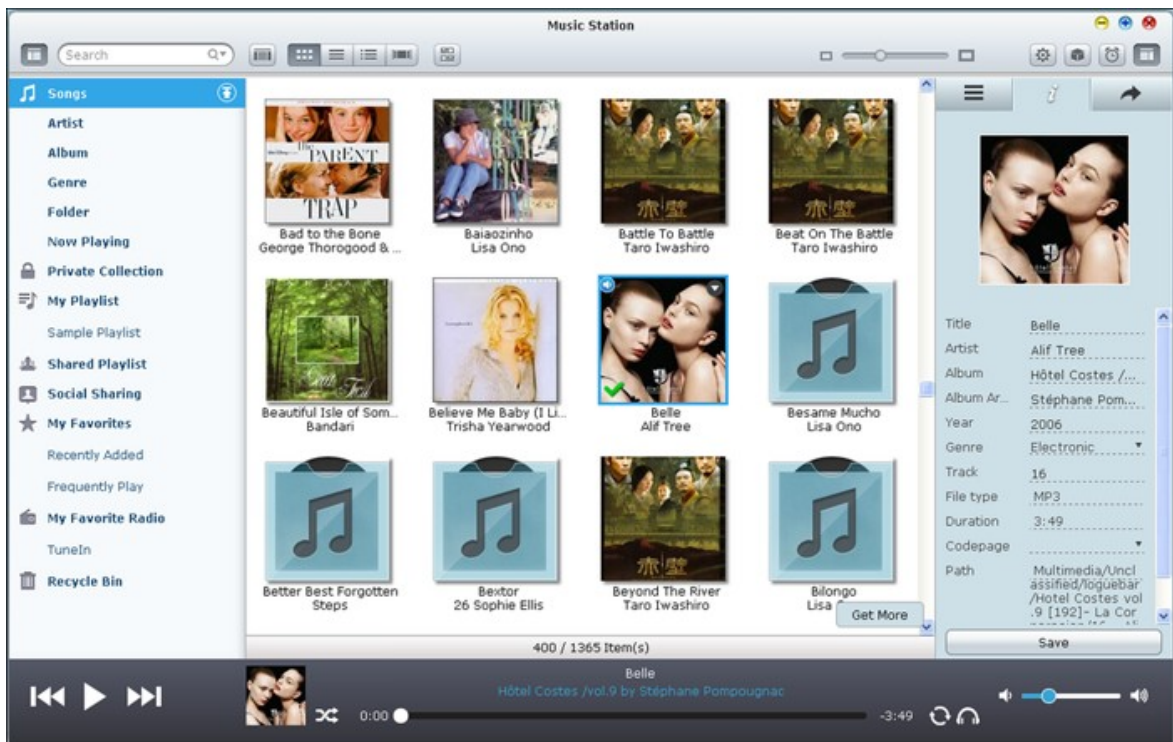 Music Station
Search
Songs
Artist
Album
Genre
Folder
Now Playing
Private Collection
My Playlist
Sample Playlist
Shared Playlist
Social Sharing
My Favorites
Recently Added
Frequently Play
My Favorite Radio
TuneIn
Recycle Bin
The
PARENT
TRAP
Bad to the Bone
George Thorogood & ...
Baiaozinho
Lisa Ono
赤壁
Battle To Battle
Taro Iwashiro
赤壁
Beat On The Battle
Taro Iwashiro
Beautiful Isle of Som...
Bandari
Believe Me Baby (I Li...
Trisha Yearwood
Belle
Alif Tree
Besame Mucho
Lisa Ono
Better Best Forgotten
Steps
Bextor
26 Sophie Ellis
赤壁
Beyond The River
Taro Iwashiro
Bilongo
Lisa
Get More
400 / 1365 Item(s)
Title Belle
Artist Alif Tree
Album Hôtel Costes /...
Album Ar... Stéphane Pom...
Year 2006
Genre Electronic
Track 16
File type MP3
Duration 3:49
Codepage
Path Multimedia/Uncl
assified/loguebar
/Hotel Costes vol
.9 [192]- La Cor
Save
Belle
Hôtel Costes /vol.9 by Stéphane Pompougnac
0:00
-3:49